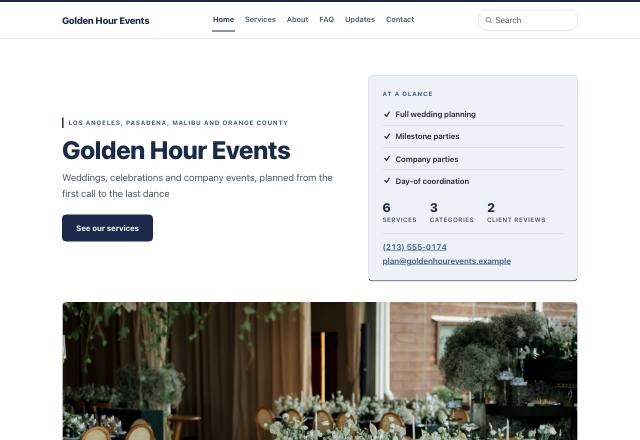 Golden Hour Events
Home Services About FAQ Updates Contact
Search
LOS ANGELES, PASADENA, MALIBU AND ORANGE COUNTY
Golden Hour Events
Weddings, celebrations and company events, planned from the
first call to the last dance
See our services
AT A GLANCE
Full wedding planning
Milestone parties
Company parties
Day-of coordination
6 3 2
SERVICES CATEGORIES CLIENT REVIEWS
(213) 555-0174
plan@goldenhourevents.example